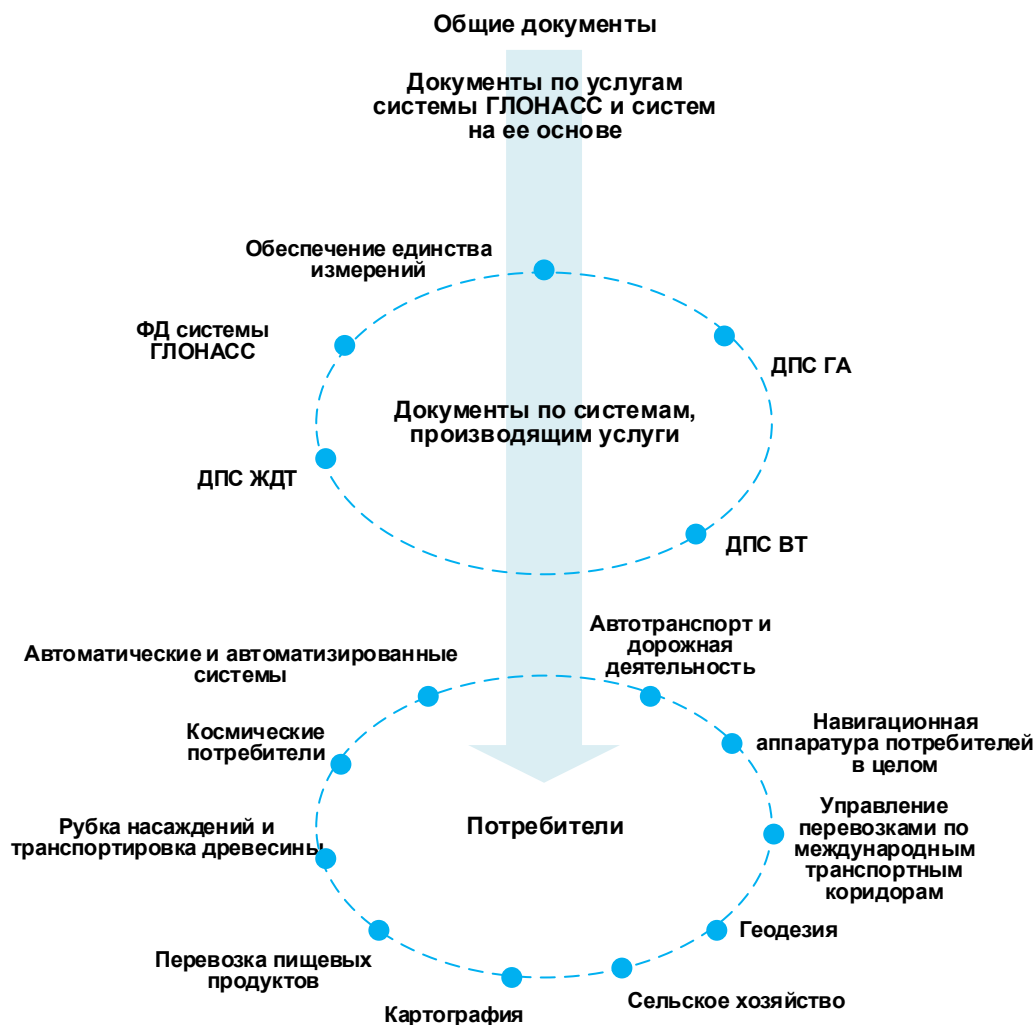 Общие документы
Документы по услугам
системы ГЛОНАСС и систем
на ее основе
Обеспечение единства
измерений
ФД системы
ГЛОНАСС
ДПС ГА
Документы по системам,
производящим услуги
ДПС ЖДТ
ДПС ВТ
Автотранспорт и
дорожная
деятельность
Автоматические и автоматизированные
системы
Навигационная
аппаратура потребителей
в целом
Космические
потребители
Управление
перевозками по
международным
транспортным
коридорам
Рубка насаждений и
транспортировка древесины
Потребители
Геодезия
Перевозка пищевых
продуктов
Сельское хозяйство
Картография